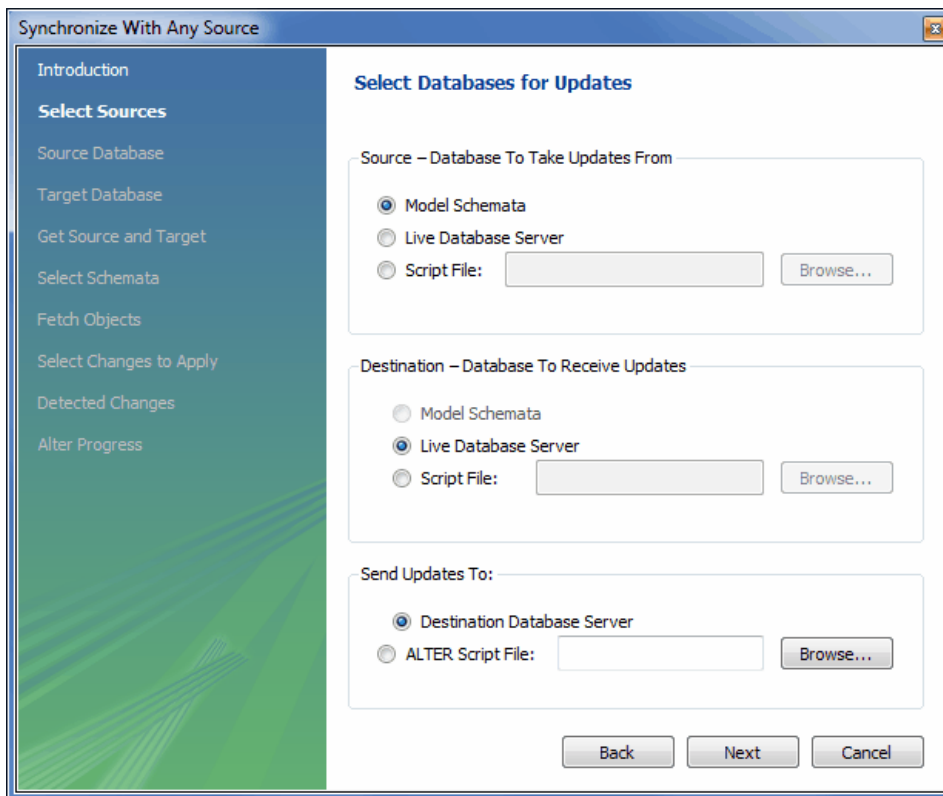 Synchronize With Any Source
Introduction
Select Sources
Source Database
Target Database
Get Source and Target
Select Schemata
Fetch Objects
Select Changes to Apply
Detected Changes
Alter Progress
Select Databases for Updates
Source – Database To Take Updates From
Model Schemata
Live Database Server
Script File: Browse...
Destination – Database To Receive Updates
Model Schemata
Live Database Server
Script File: Browse...
Send Updates To:
Destination Database Server
ALTER Script File: Browse...
Back Next Cancel